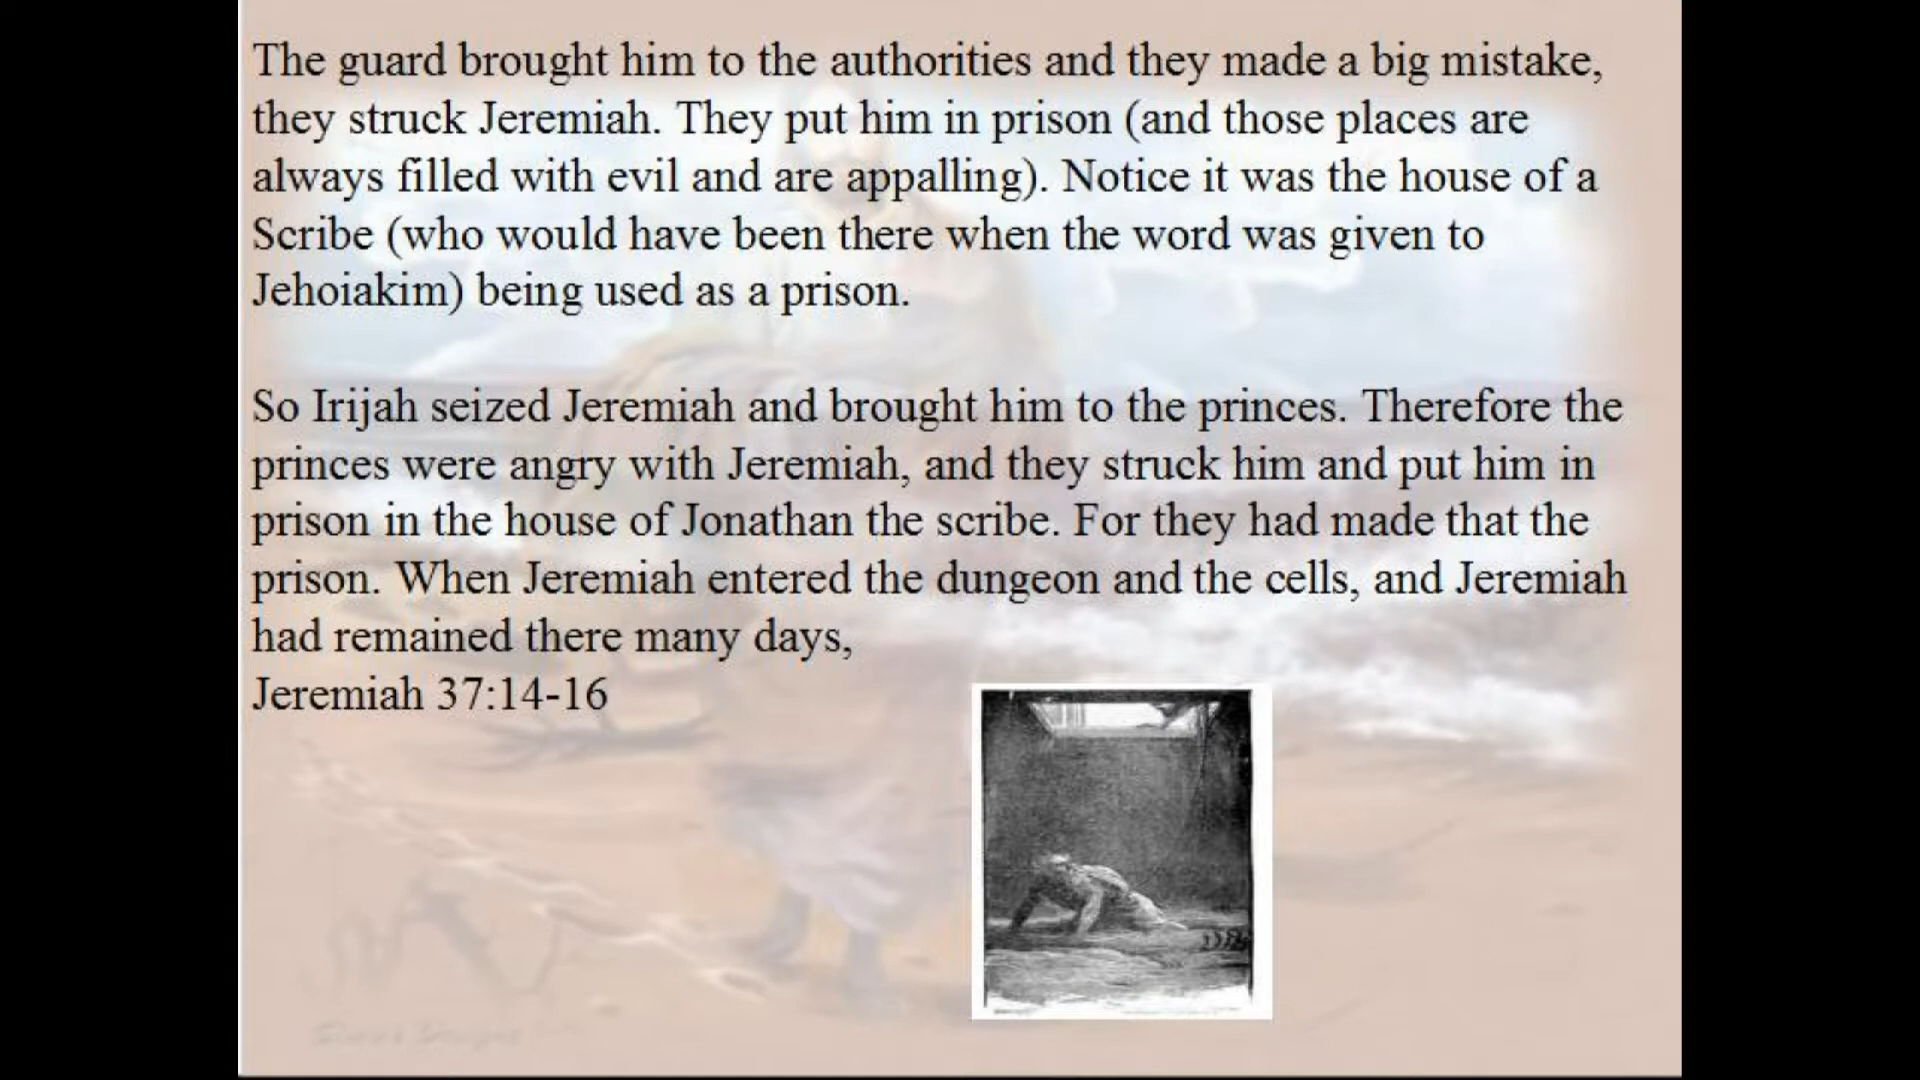 The guard brought him to the authorities and they made a big mistake,
they struck Jeremiah. They put him in prison (and those places are
always filled with evil and are appalling). Notice it was the house of a
Scribe (who would have been there when the word was given to
Jehoiakim) being used as a prison.
So Irijah seized Jeremiah and brought him to the princes. Therefore the
princes were angry with Jeremiah, and they struck him and put him in
prison in the house of Jonathan the scribe. For they had made that the
prison. When Jeremiah entered the dungeon and the cells, and Jeremiah
had remained there many days,
Jeremiah 37:14-16